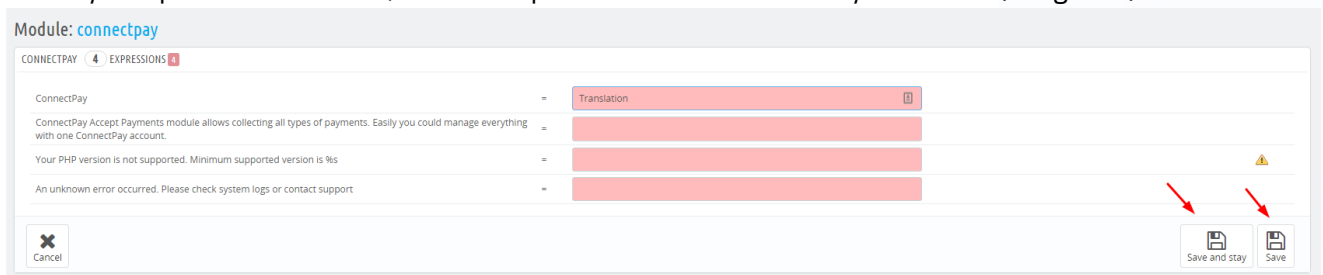 Module: connectpay
CONNECTPAY 4 EXPRESSIONS 4
ConnectPay = Translation
ConnectPay Accept Payments module allows collecting all types of payments. Easily you could manage everything
with one ConnectPay account. =
Your PHP version is not supported. Minimum supported version is %s =
An unknown error occurred. Please check system logs or contact support =
Cancel
Save and stay
Save